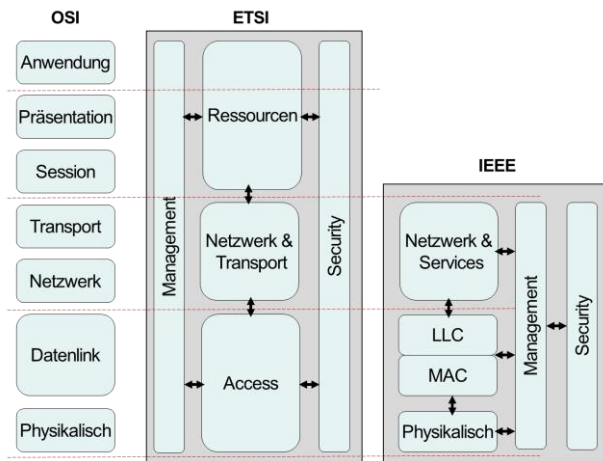 OSI
ETSI
Anwendung
Präsentation
Session
Transport
Netzwerk
Datenlink
Physikalisch
Management
Ressourcen
Netzwerk &
Transport
Access
Security
IEEE
Netzwerk &
Services
LLC
MAC
Physikalisch
Management
Security